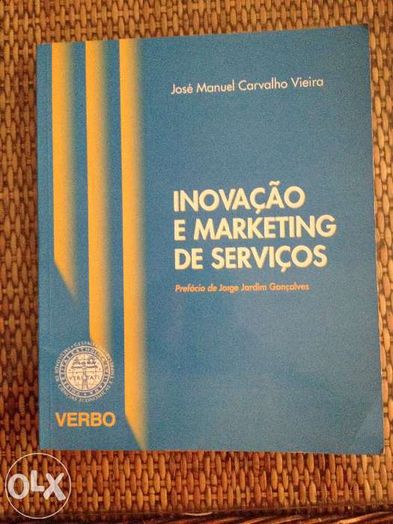 José Manuel Carvalho Vieira
INOVAÇÃO
E MARKETING
DE SERVIÇOS
Prefácio de Jorge Jardim Gonçalves
VERBO
OLX